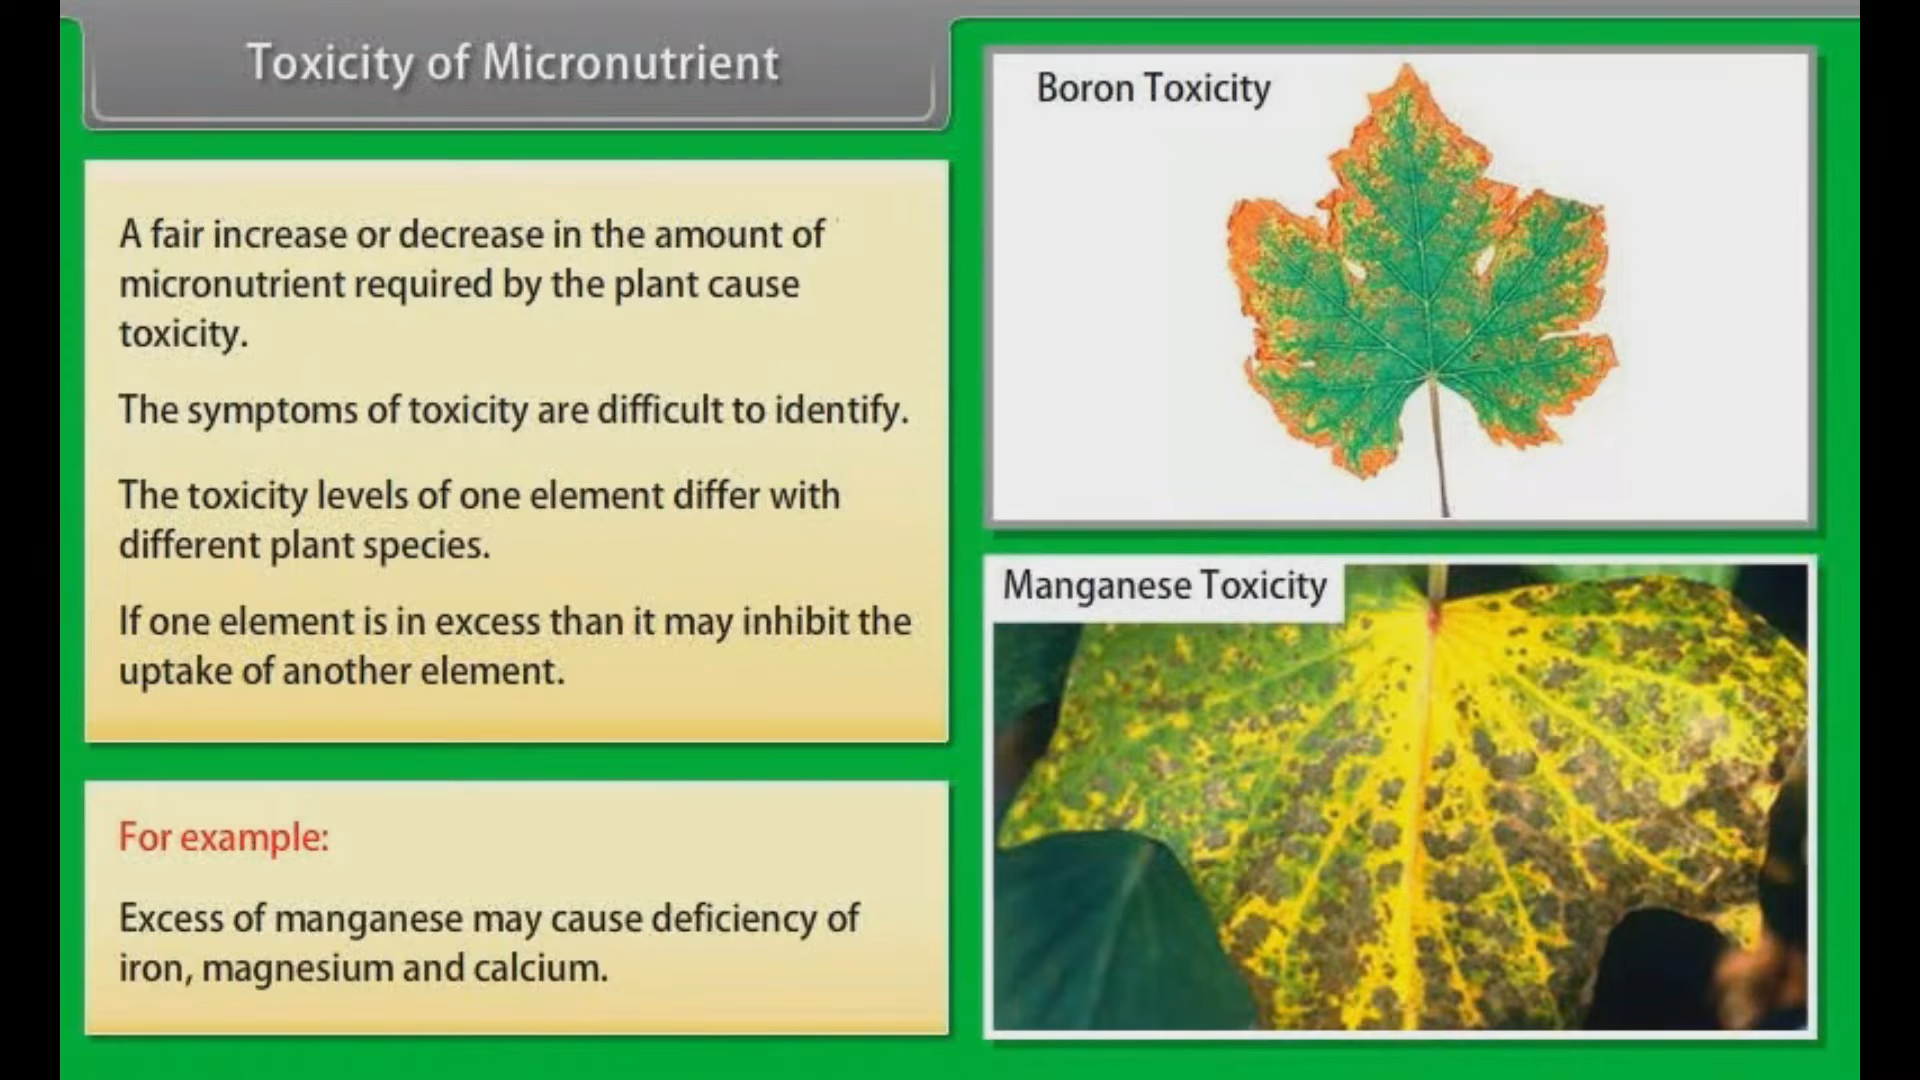 Toxicity of Micronutrient
A fair increase or decrease in the amount of
micronutrient required by the plant cause
toxicity.
The symptoms of toxicity are difficult to identify.
The toxicity levels of one element differ with
different plant species.
If one element is in excess than it may inhibit the
uptake of another element.
For example:
Excess of manganese may cause deficiency of
iron, magnesium and calcium.
Boron Toxicity
Manganese Toxicity